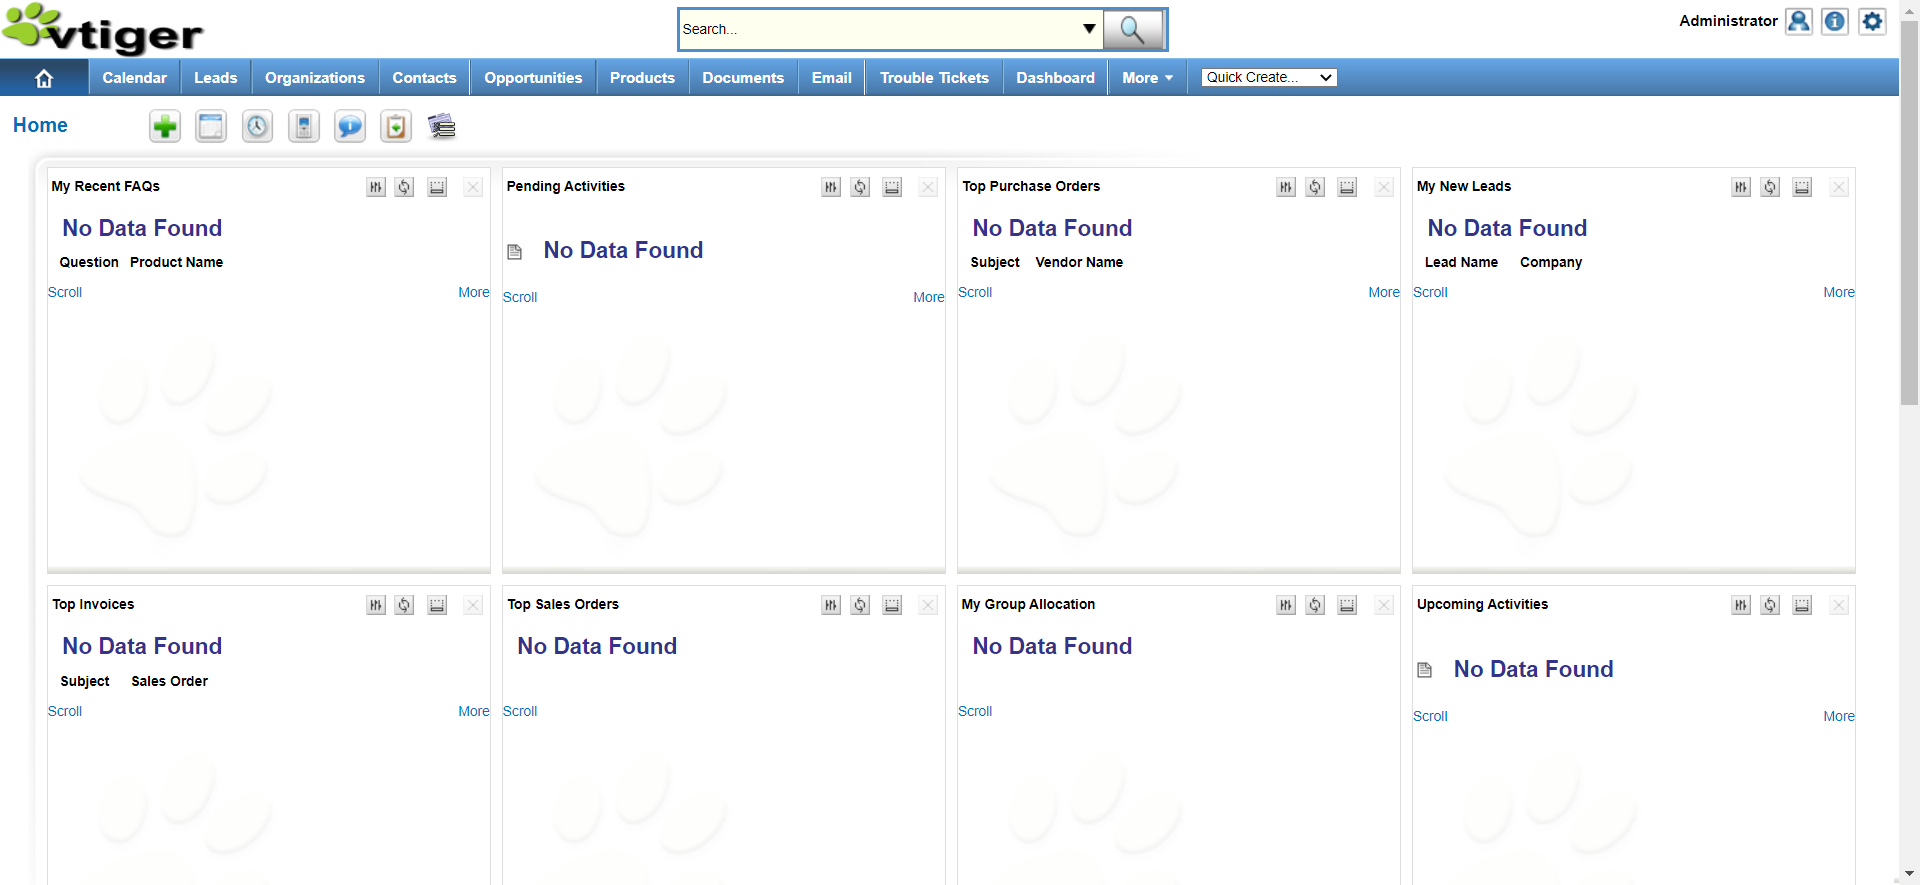 vtiger
Search...
Administrator
Calendar Leads Organizations Contacts Opportunities Products Documents Email Trouble Tickets Dashboard More Quick Create...
Home
My Recent FAQs
No Data Found
Question Product Name
Scroll More
Pending Activities
No Data Found
Scroll More
Top Purchase Orders
No Data Found
Subject Vendor Name
Scroll More
My New Leads
No Data Found
Lead Name Company
Scroll More
Top Invoices
No Data Found
Subject Sales Order
Scroll More
Top Sales Orders
No Data Found
Scroll
My Group Allocation
No Data Found
Scroll
Upcoming Activities
No Data Found
Scroll More